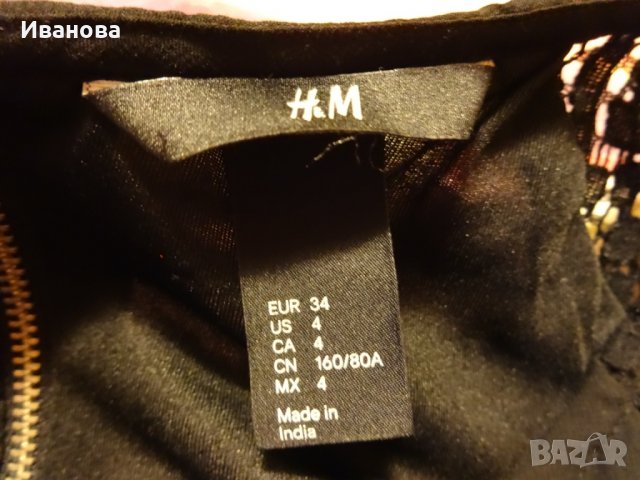 Иванова
H&M
EUR 34
US 4
CA 4
CN 160/80A
MX 4
Made in
India
BAZAR